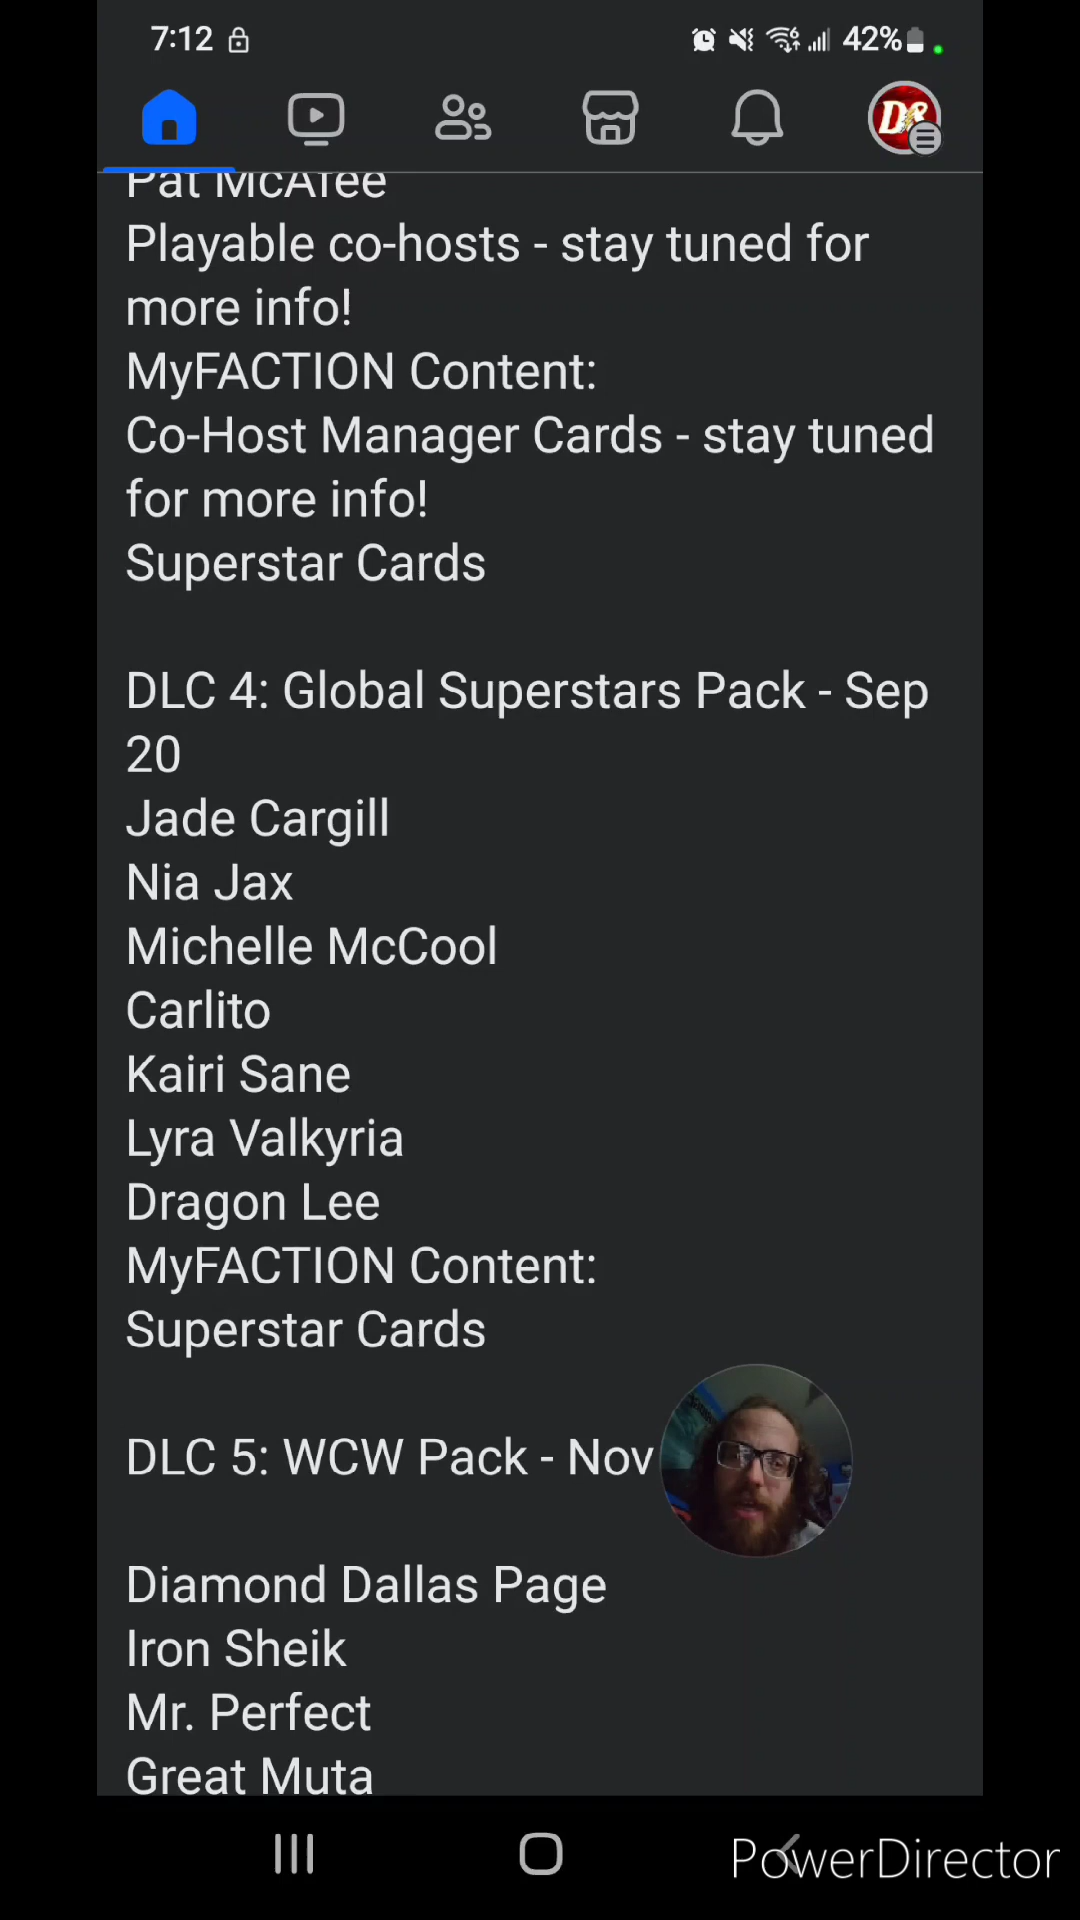 7:12
42%
DR
Pat McAfee
Playable co-hosts - stay tuned for
more info!
MyFACTION Content:
Co-Host Manager Cards - stay tuned
for more info!
Superstar Cards
DLC 4: Global Superstars Pack - Sep
20
Jade Cargill
Nia Jax
Michelle McCool
Carlito
Kairi Sane
Lyra Valkyria
Dragon Lee
MyFACTION Content:
Superstar Cards
DLC 5: WCW Pack - Nov
Diamond Dallas Page
Iron Sheik
Mr. Perfect
Great Muta
PowerDirector